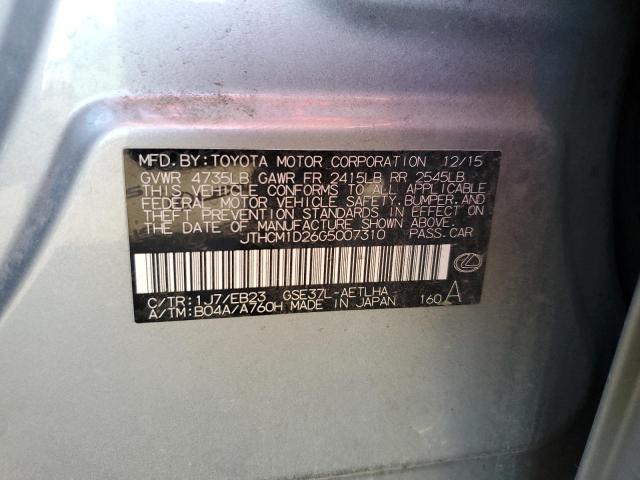 MFD. BY: TOYOTA MOTOR CORPORATION 12/15
GVWR 4735LB GAWR FR 2415LB RR 2545LB
THIS VEHICLE CONFORMS TO ALL APPLICABLE
FEDERAL MOTOR VEHICLE SAFETY, BUMPER, AND
THEFT PREVENTION STANDARDS IN EFFECT ON
THE DATE OF MANUFACTURE SHOWN ABOVE.
JTHCM1D26G5007310 PASS. CAR
C/TR: 1J7/EB23 GSE37L-AETLHA
A/TM: B04A/A760H MADE IN JAPAN 160 A